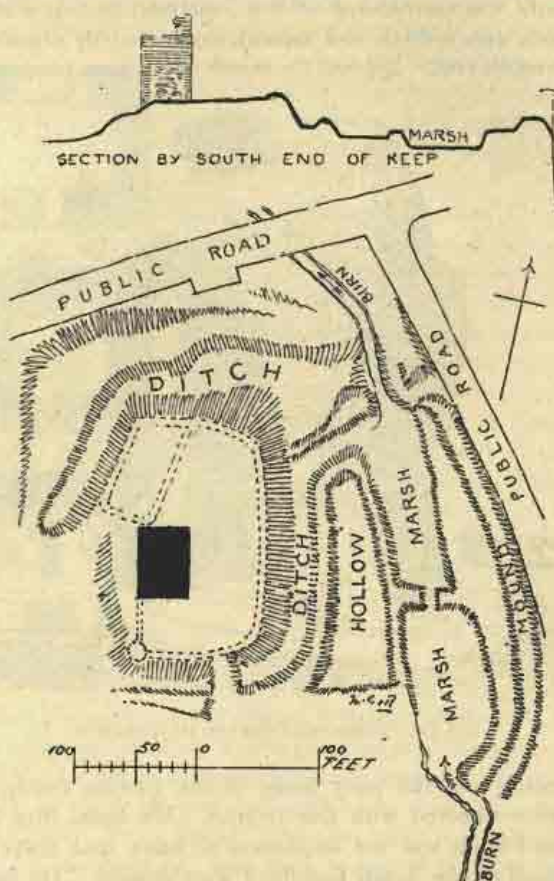 MARSH
SECTION BY SOUTH END OF KEEP
PUBLIC ROAD
BURN
PUBLIC ROAD
DITCH
MARSH
DITCH
HOLLOW
MOUND
MARSH
100 50 0 100
FEET
BURN